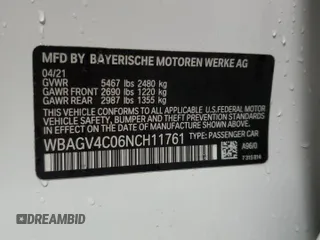 MFD BY BAYERISCHE MOTOREN WERKE AG
04/21
GVWR 5467 lbs 2480 kg
GAWR FRONT 2690 lbs 1220 kg
GAWR REAR 2987 lbs 1355 kg
THIS VEHICLE CONFORMS TO ALL APPLICABLE
U.S. FEDERAL MOTOR VEHICLE SAFETY, BUMPER, AND THEFT
PREVENTION STANDARDS IN EFFECT ON THE DATE OF
MANUFACTURE SHOWN ABOVE.
WBAGV4C06NCH11761 TYPE: PASSENGER CAR
A96/0
DREAMBID